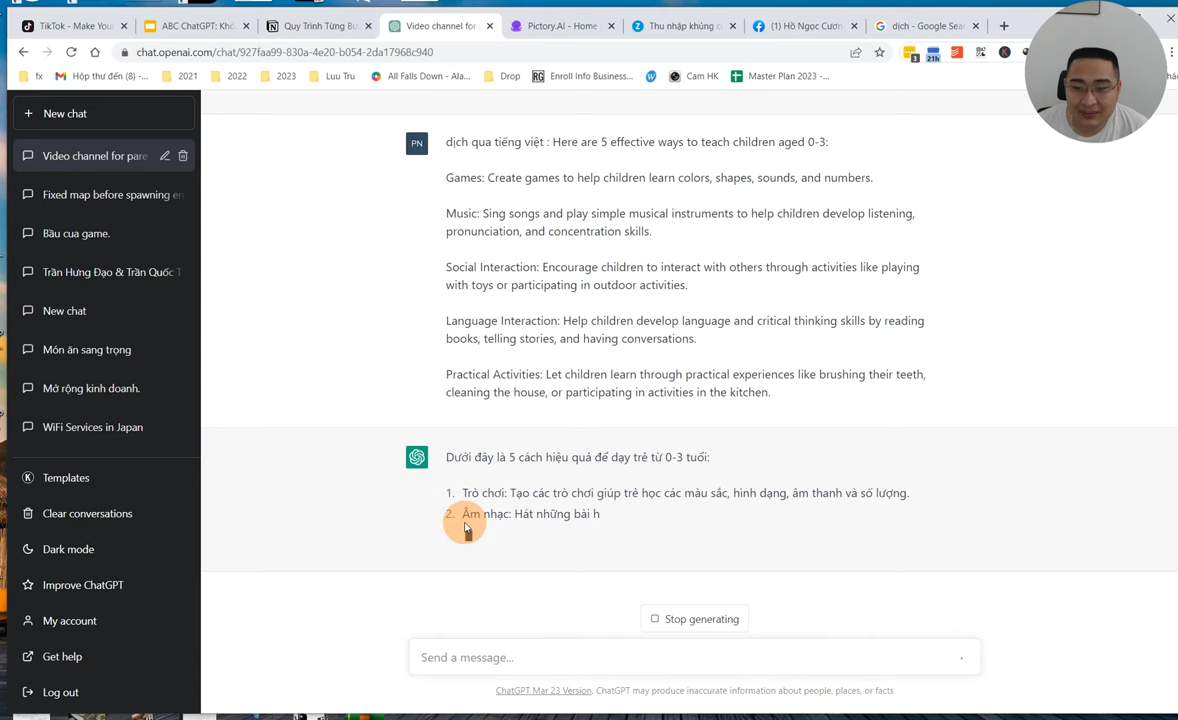 TikTok - Make You
ABC ChatGPT: Kh
Quy Trình Từng Bư
Video channel for
Pictory.AI - Home
Thu nhập khủng c
(1) Hồ Ngọc Cươn
dịch - Google Sea
chat.openai.com/chat/927faa99-830a-4e20-b054-2da17968c940
3
21h
fx
Hộp thư đến (8) -...
2021
2022
2023
Luu Tru
All Falls Down - Ala...
Drop
RG
Enroll Info Business...
Cam HK
Master Plan 2023 -...
New chat
Video channel for pare
Fixed map before spawning en
Bầu cua game.
Trần Hưng Đạo & Trần Quốc T
New chat
Món ăn sang trọng
Mở rộng kinh doanh.
WiFi Services in Japan
Templates
Clear conversations
Dark mode
Improve ChatGPT
My account
Get help
Log out
PN
dịch qua tiếng việt : Here are 5 effective ways to teach children aged 0-3:
Games: Create games to help children learn colors, shapes, sounds, and numbers.
Music: Sing songs and play simple musical instruments to help children develop listening,
pronunciation, and concentration skills.
Social Interaction: Encourage children to interact with others through activities like playing
with toys or participating in outdoor activities.
Language Interaction: Help children develop language and critical thinking skills by reading
books, telling stories, and having conversations.
Practical Activities: Let children learn through practical experiences like brushing their teeth,
cleaning the house, or participating in activities in the kitchen.
Dưới đây là 5 cách hiệu quả để dạy trẻ từ 0-3 tuổi:
1. Trò chơi: Tạo các trò chơi giúp trẻ học các màu sắc, hình dạng, âm thanh và số lượng.
2. Âm nhạc: Hát những bài h
Stop generating
Send a message...
ChatGPT Mar 23 Version. ChatGPT may produce inaccurate information about people, places, or facts